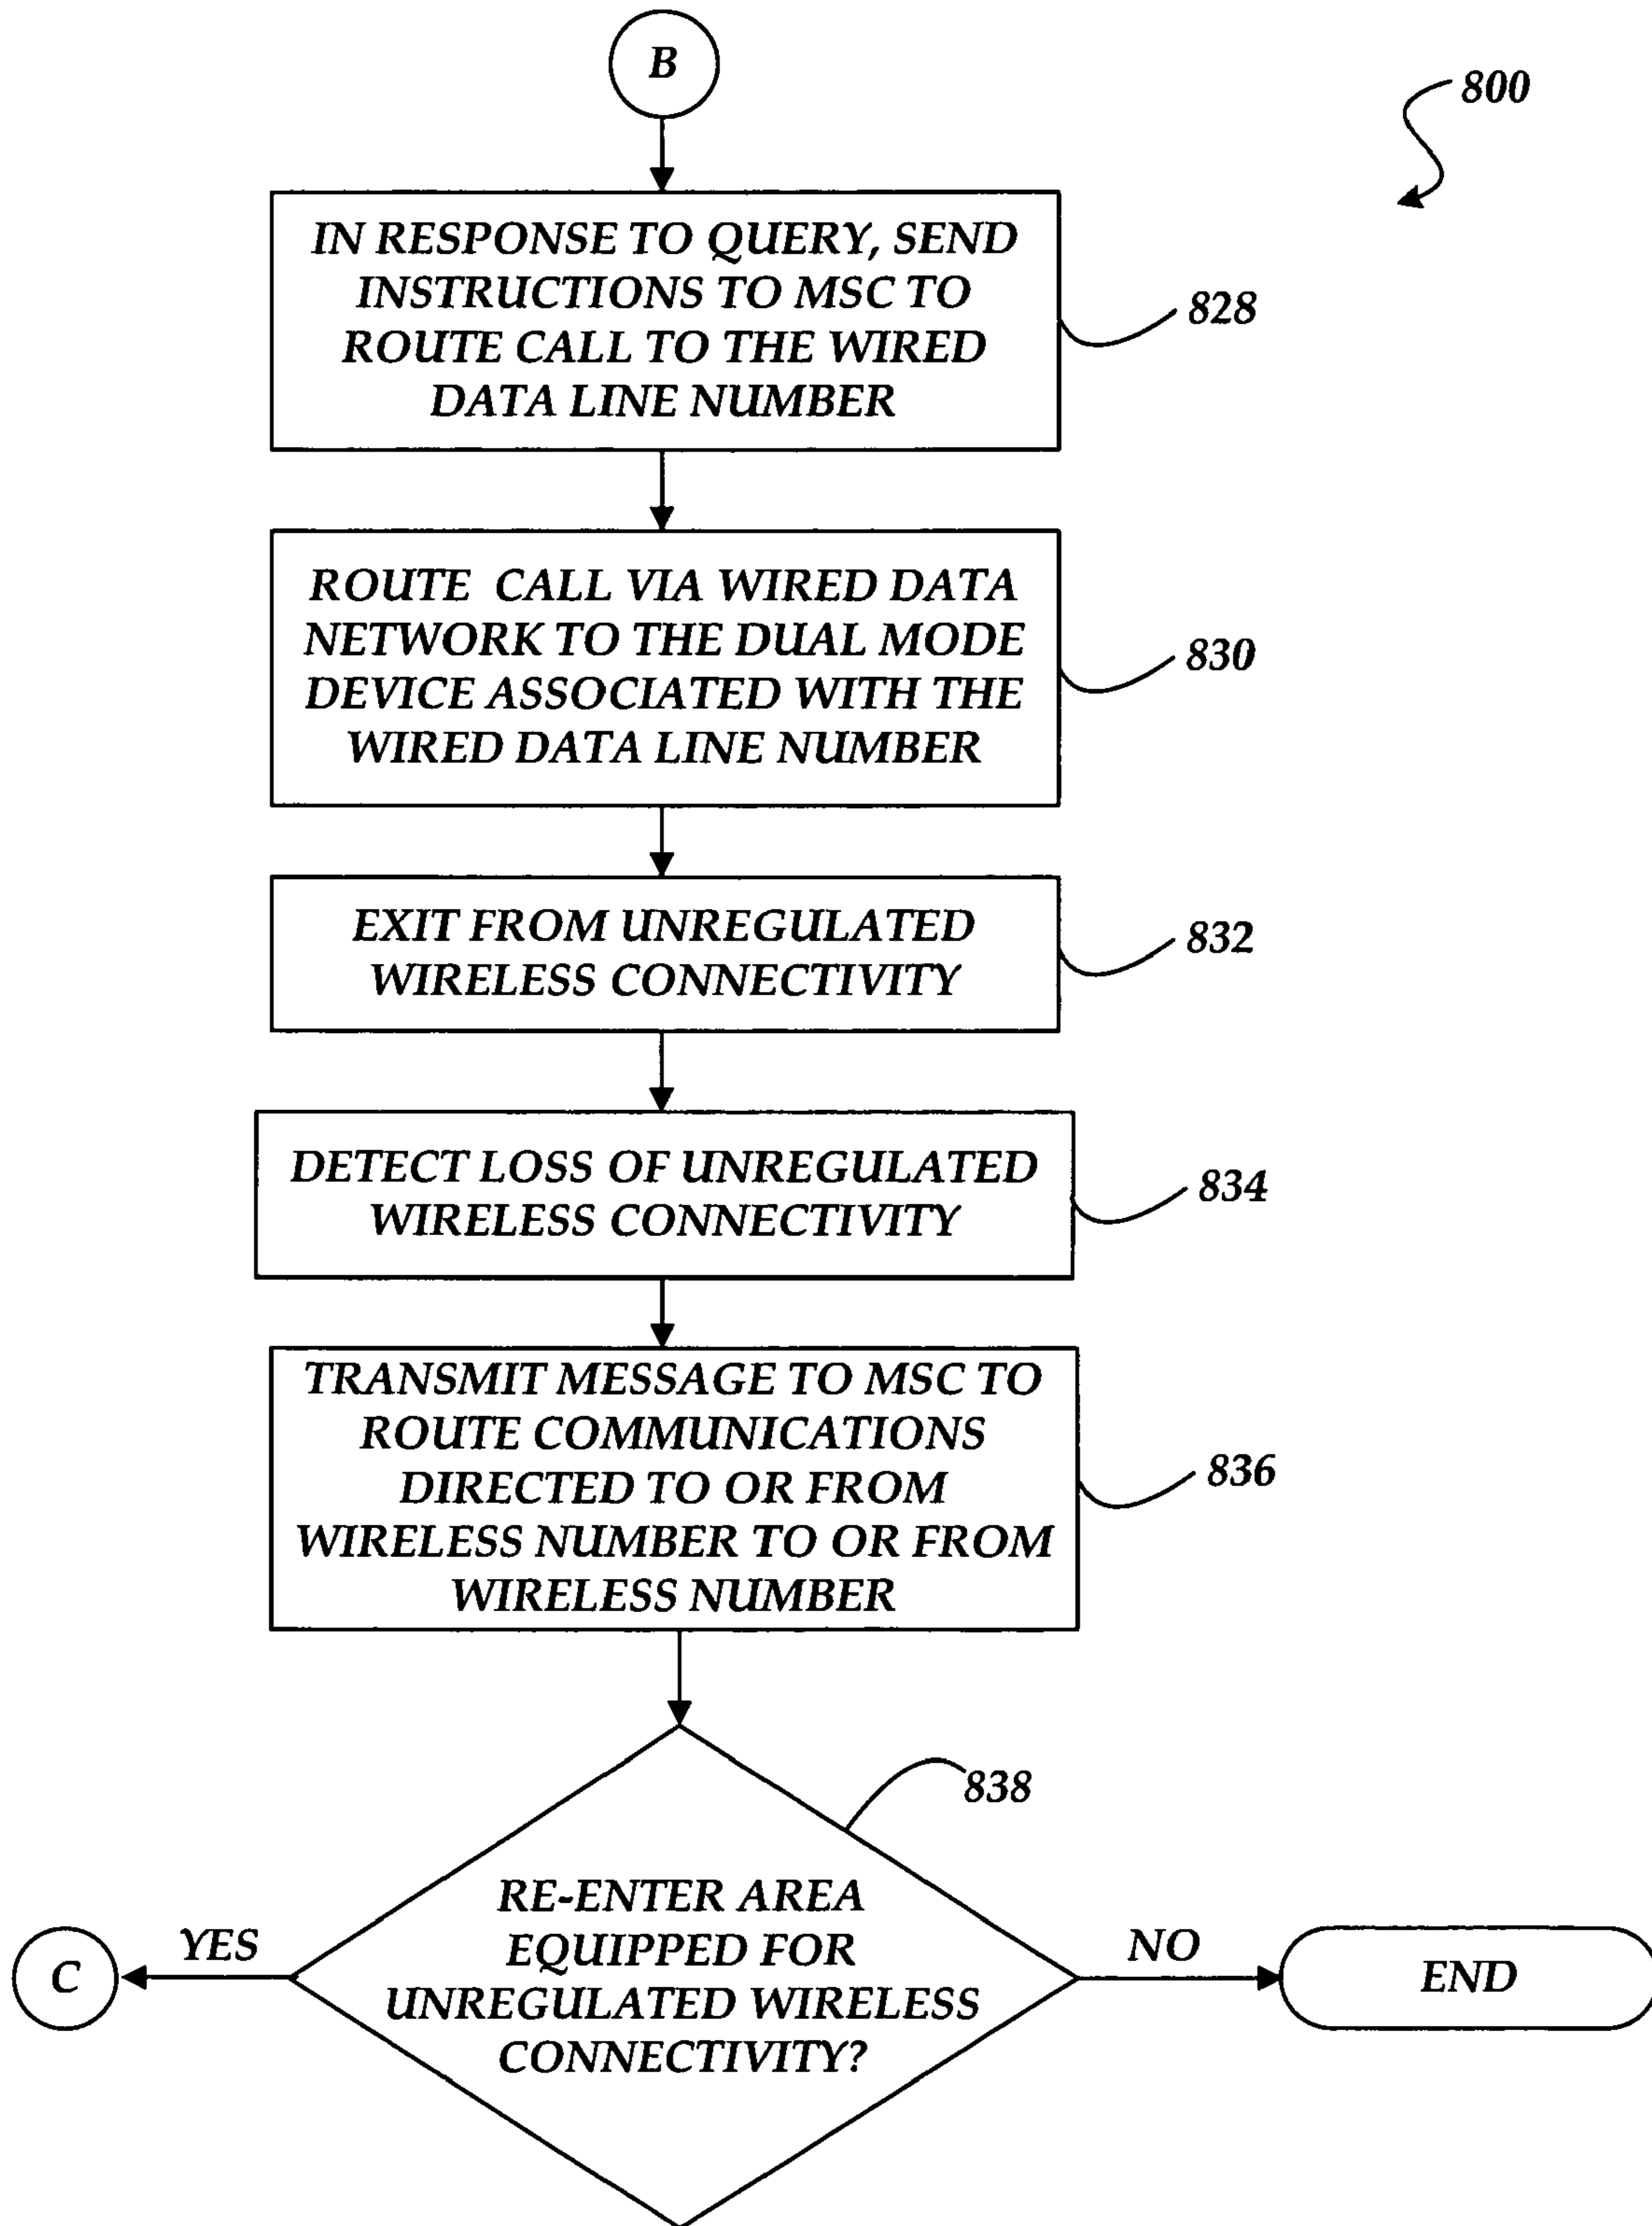 B
800
IN RESPONSE TO QUERY, SEND
INSTRUCTIONS TO MSC TO
ROUTE CALL TO THE WIRED
DATA LINE NUMBER
828
ROUTE CALL VIA WIRED DATA
NETWORK TO THE DUAL MODE
DEVICE ASSOCIATED WITH THE
WIRED DATA LINE NUMBER
830
EXIT FROM UNREGULATED
WIRELESS CONNECTIVITY
832
DETECT LOSS OF UNREGULATED
WIRELESS CONNECTIVITY
834
TRANSMIT MESSAGE TO MSC TO
ROUTE COMMUNICATIONS
DIRECTED TO OR FROM
WIRELESS NUMBER TO OR FROM
WIRELESS NUMBER
836
838
RE-ENTER AREA
EQUIPPED FOR
UNREGULATED WIRELESS
CONNECTIVITY?
YES
C
NO
END